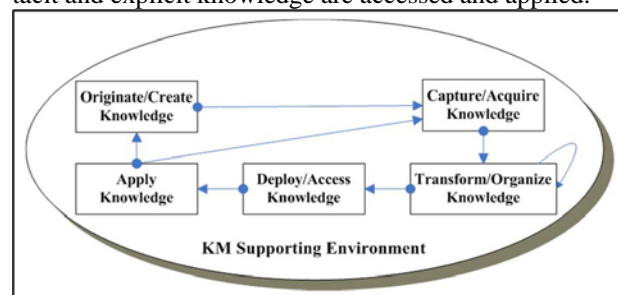 tacit and explicit knowledge are accessed and applied.
Originate/Create
Knowledge
Capture/Acquire
Knowledge
Apply
Knowledge
Deploy/Access
Knowledge
Transform/Organize
Knowledge
KM Supporting Environment